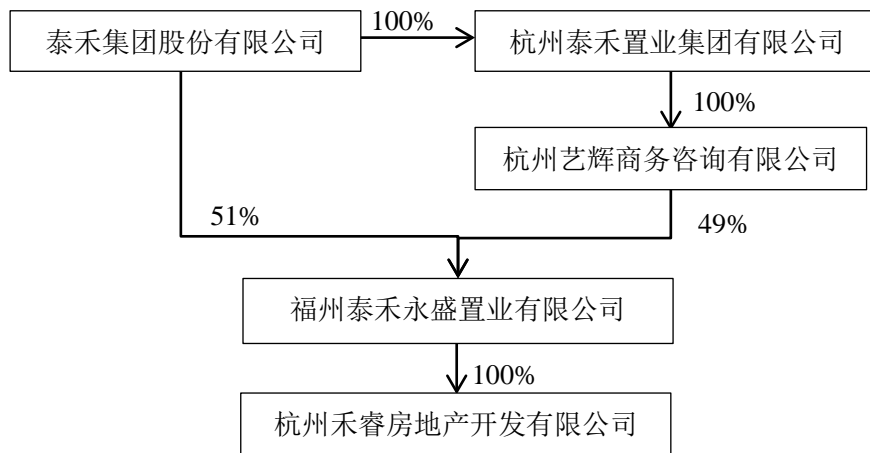 泰禾集团股份有限公司
100%
杭州泰禾置业集团有限公司
100%
杭州艺辉商务咨询有限公司
51%
49%
福州泰禾永盛置业有限公司
100%
杭州禾睿房地产开发有限公司